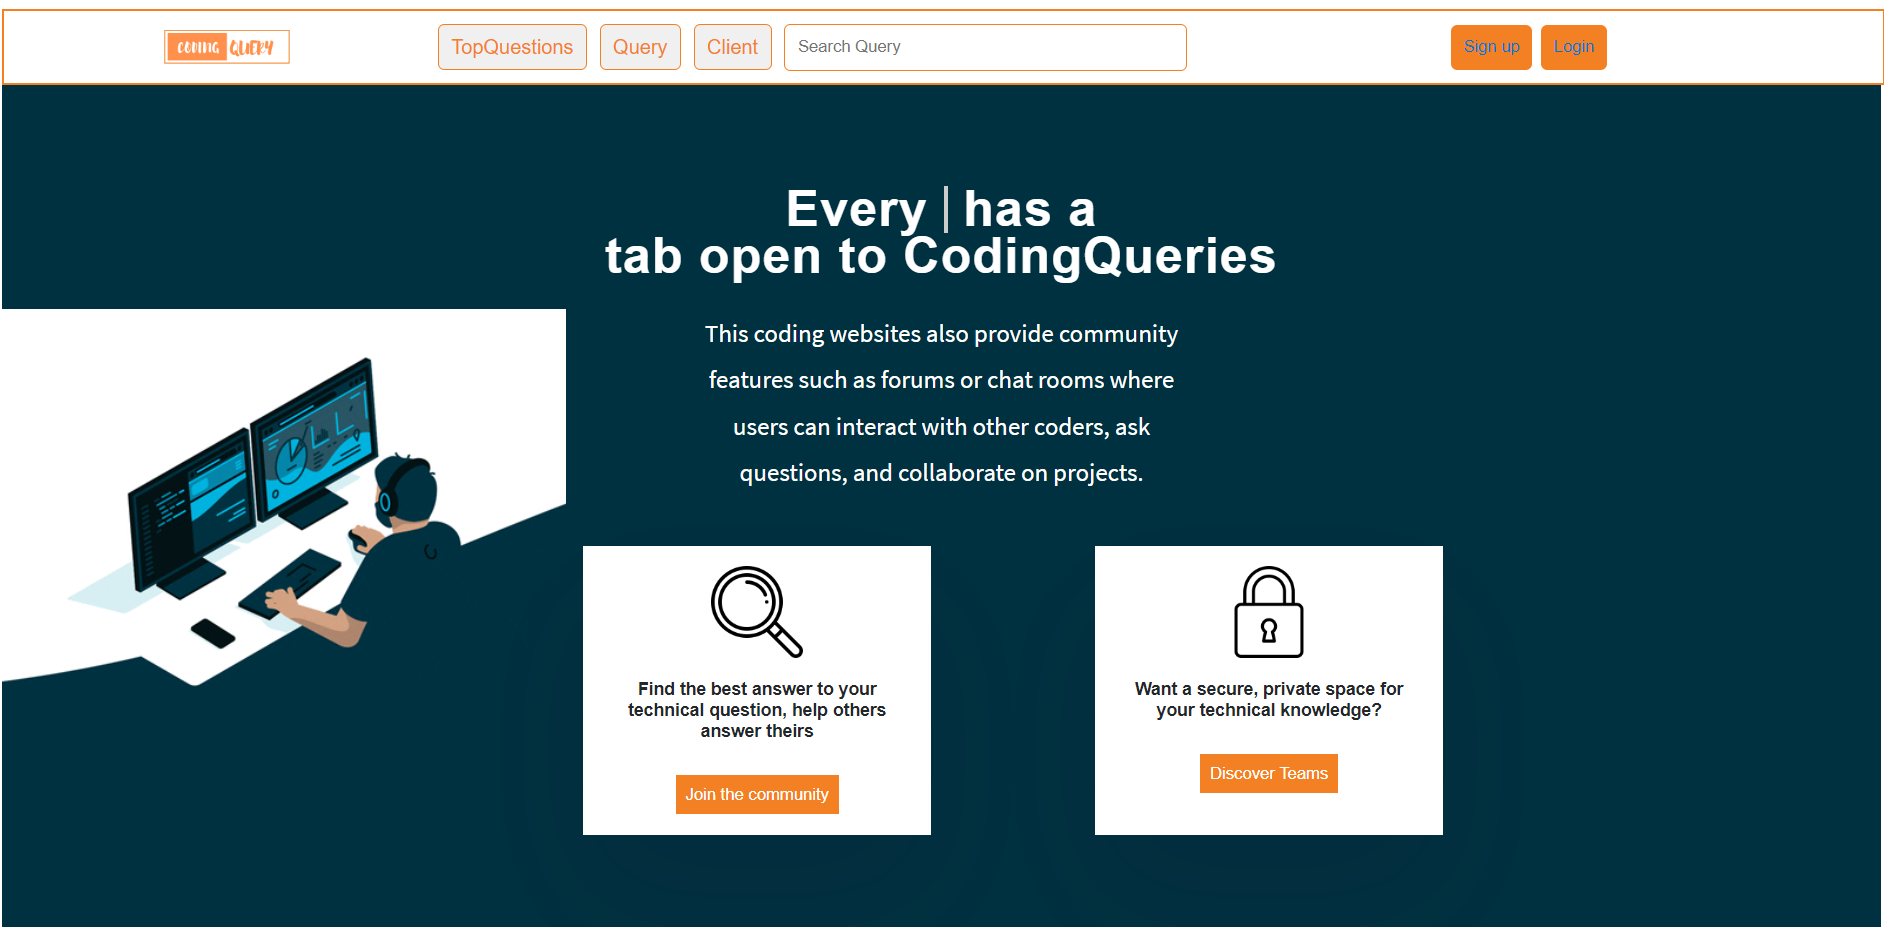 CODING QUERY
TopQuestions
Query
Client
Search Query
Sign up
Login
Every | has a
tab open to CodingQueries
This coding websites also provide community
features such as forums or chat rooms where
users can interact with other coders, ask
questions, and collaborate on projects.
Find the best answer to your
technical question, help others
answer theirs
Join the community
Want a secure, private space for
your technical knowledge?
Discover Teams